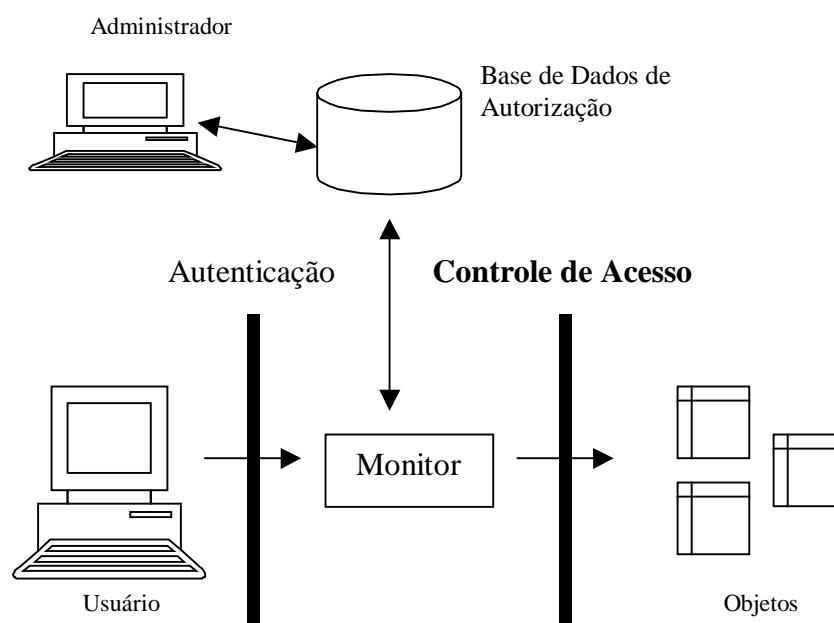 Administrador
Base de Dados de
Autorização
Autenticação
Controle de Acesso
Monitor
Usuário
Objetos